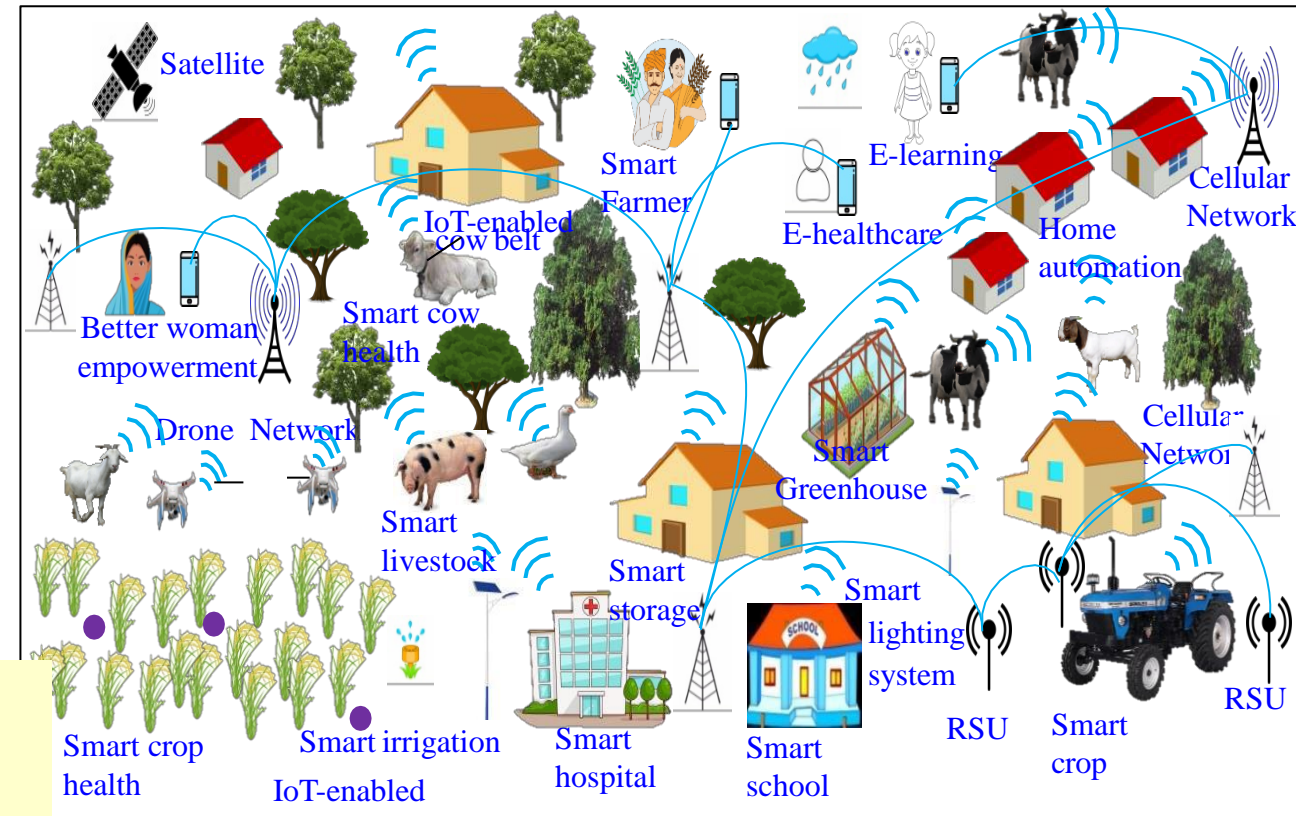 Satellite
Smart
Farmer
E-learning
Cellular
Network
IoT-enabled
cow belt
E-healthcare
Home
automation
Better woman
empowerment
Smart cow
health
Drone Network
Cellular
Networ
Smart
Greenhouse
Smart
livestock
Smart
storage
Smart
lighting
system
SCHOOL
RSU
RSU
Smart crop
health
Smart irrigation
IoT-enabled
Smart
hospital
Smart
school
Smart
crop